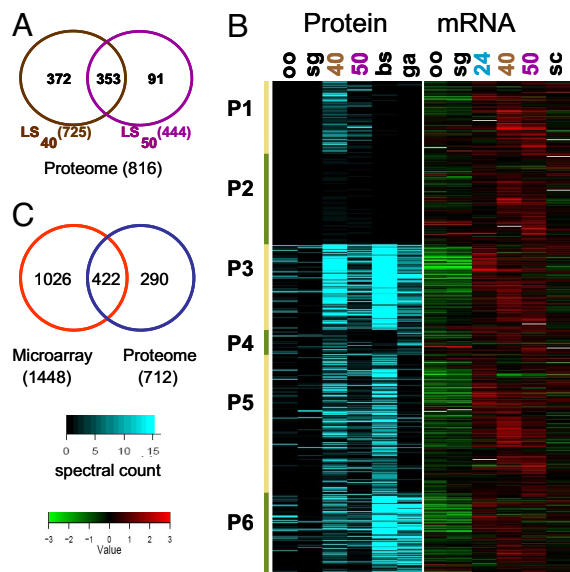 A
372 353 91
LS40(725) LS50(444)
Proteome (816)
B
Protein mRNA
oo sg 40 50 bs ga oo sg 24 40 50 sc
P1
P2
P3
P4
P5
P6
C
1026 422 290
Microarray Proteome
(1448) (712)
0 5 10 15
spectral count
-3 -2 -1 0 1 2 3
Value